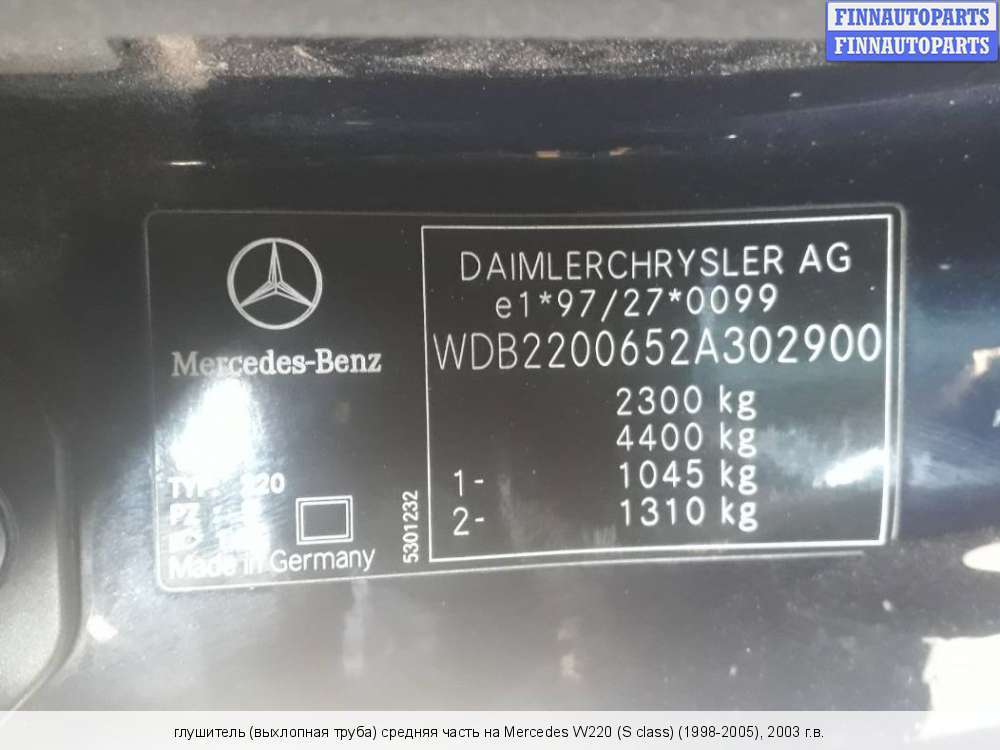 FINNAUTOPARTS
FINNAUTOPARTS
Mercedes-Benz
220
Made in Germany
5301232
DAIMLERCHRYSLER AG
e1*97/27*0099
WDB2200652A302900
2300 kg
4400 kg
1- 1045 kg
2- 1310 kg
глушитель (выхлопная труба) средняя часть на Mercedes W220 (S class) (1998-2005), 2003 г.в.